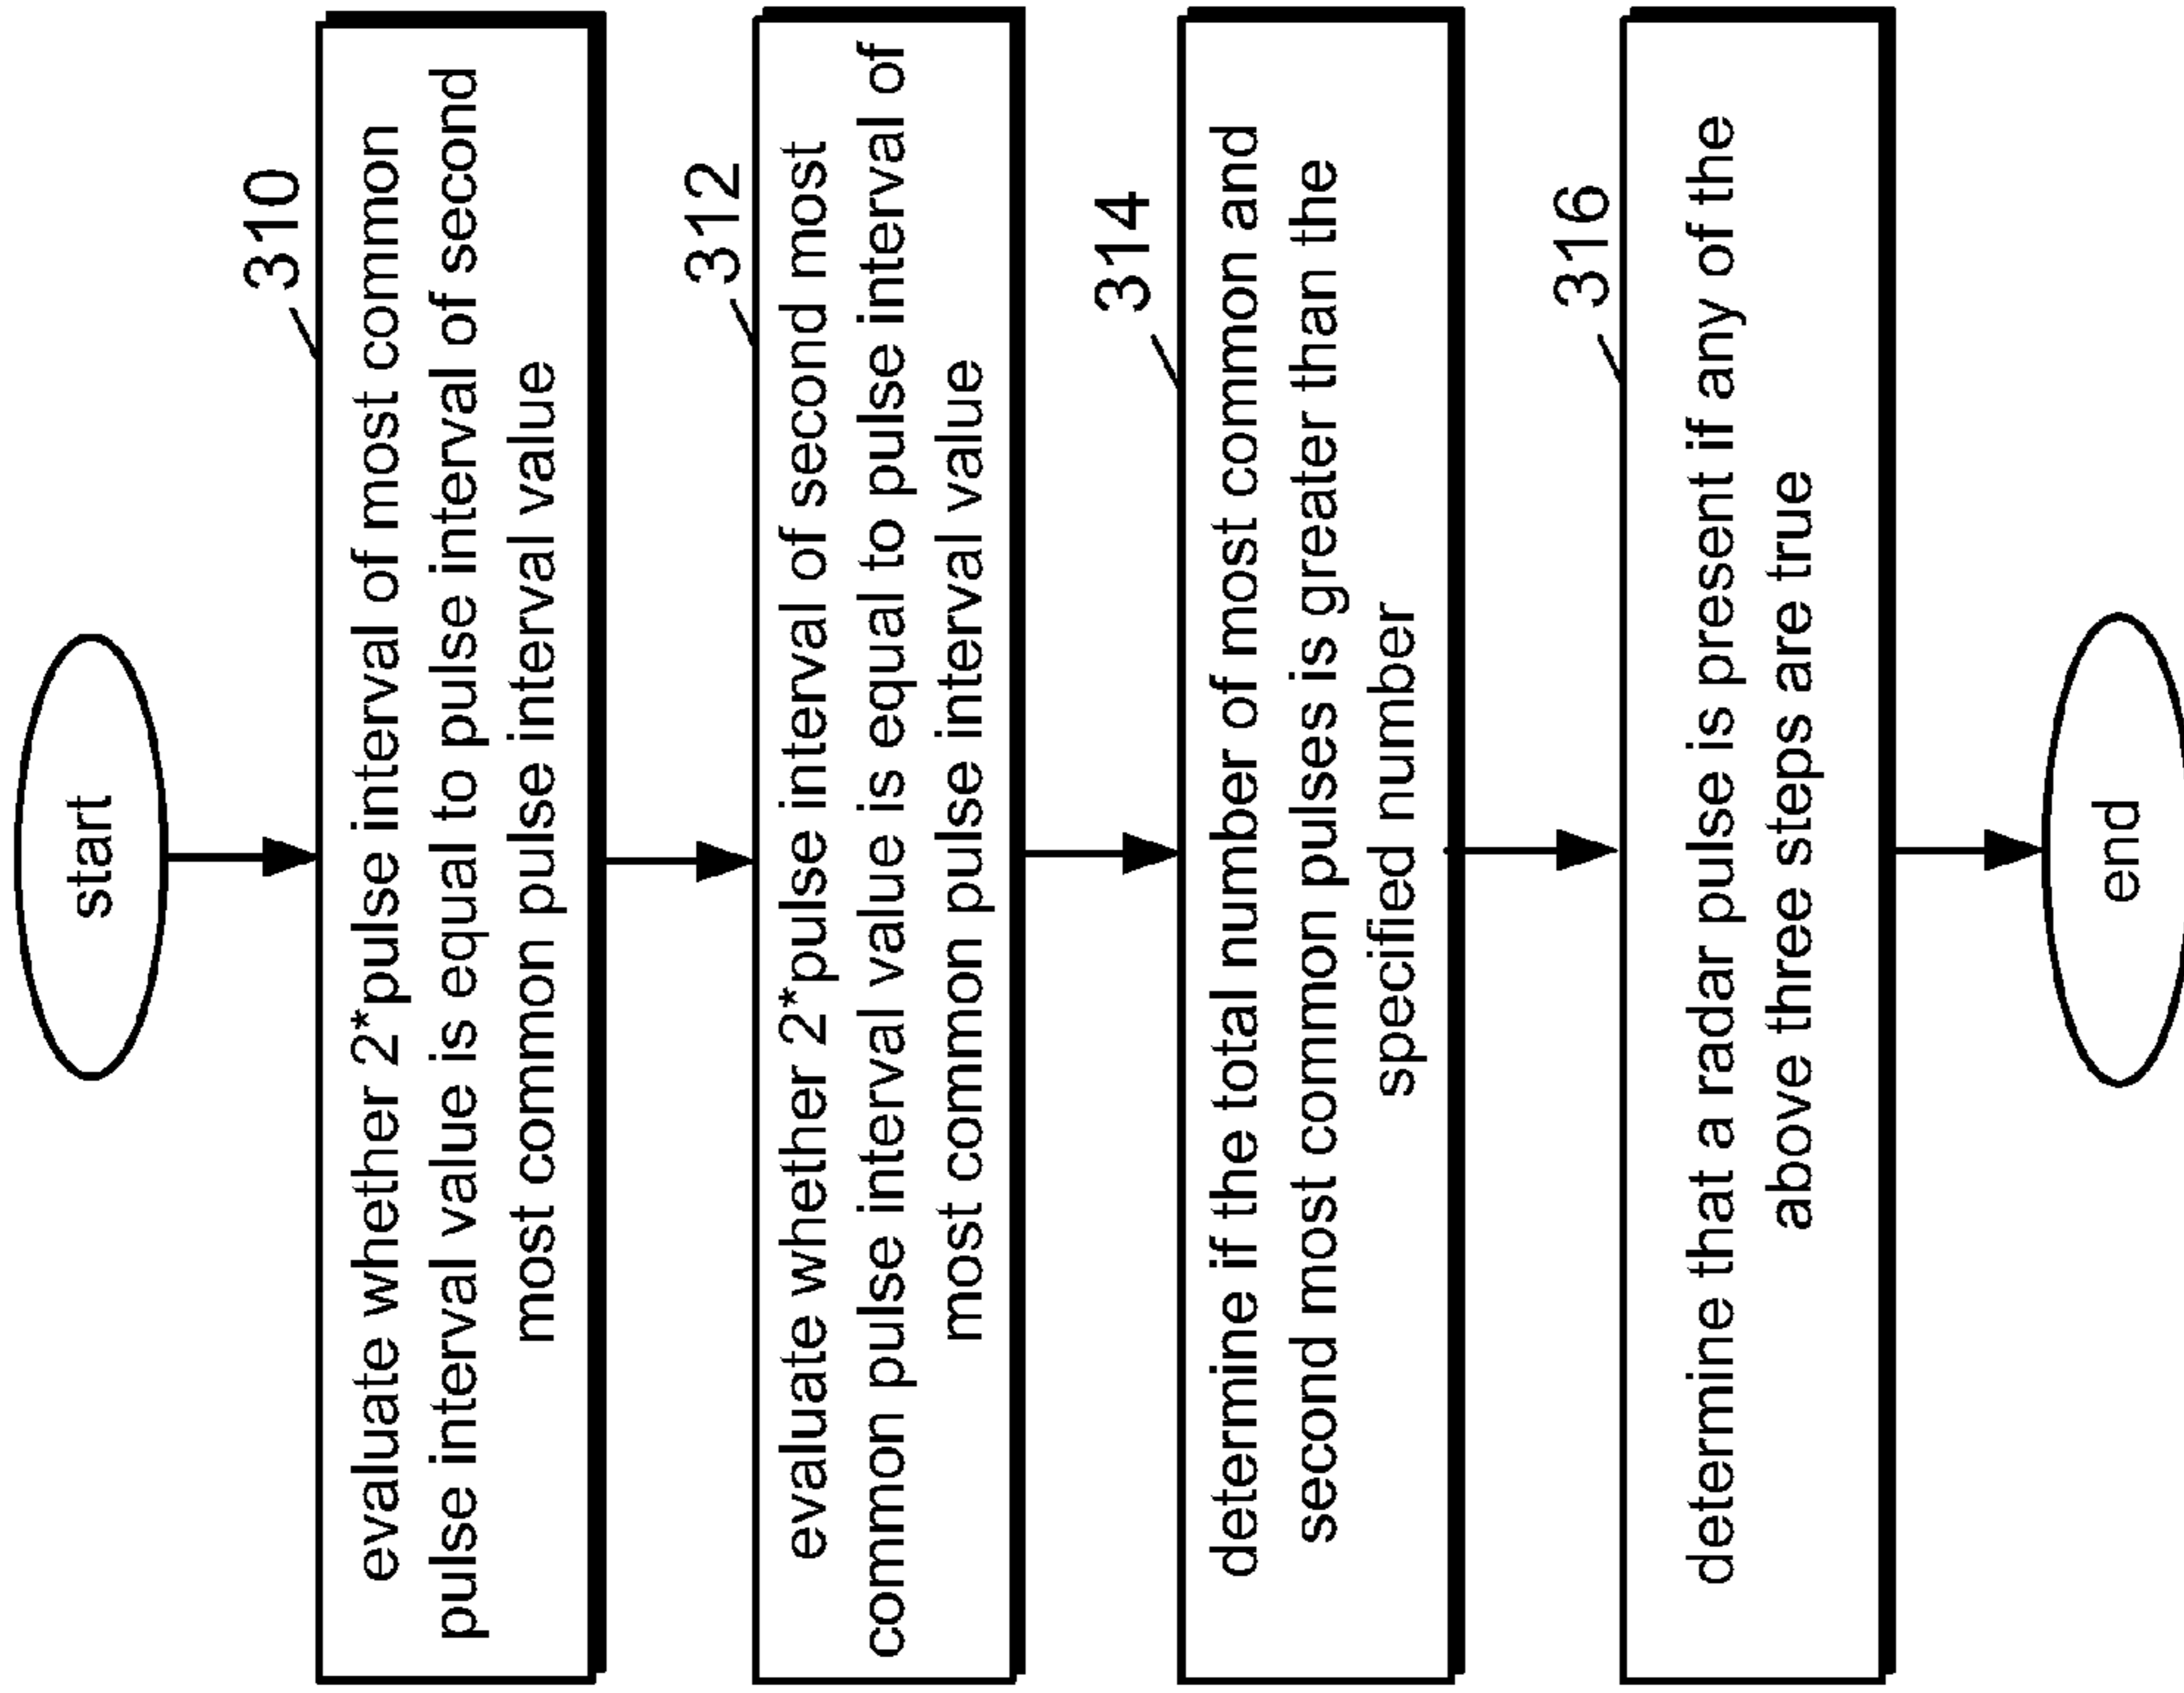 start
310
evaluate whether 2*pulse interval of most common
pulse interval value is equal to pulse interval of second
most common pulse interval value
312
evaluate whether 2*pulse interval of second most
common pulse interval value is equal to pulse interval of
most common pulse interval value
314
determine if the total number of most common and
second most common pulses is greater than the
specified number
316
determine that a radar pulse is present if any of the
above three steps are true
end